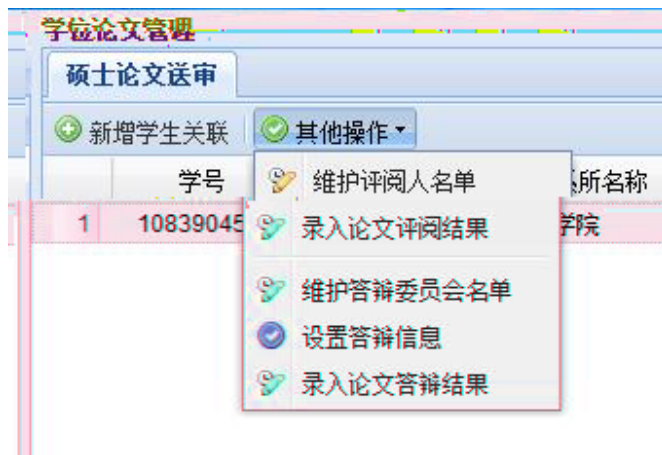 学位论文管理
硕士论文送审
新增学生关联 其他操作
学号 维护评阅人名单 所名称
1 10839045 录入论文评阅结果 学院
维护答辩委员会名单
设置答辩信息
录入论文答辩结果